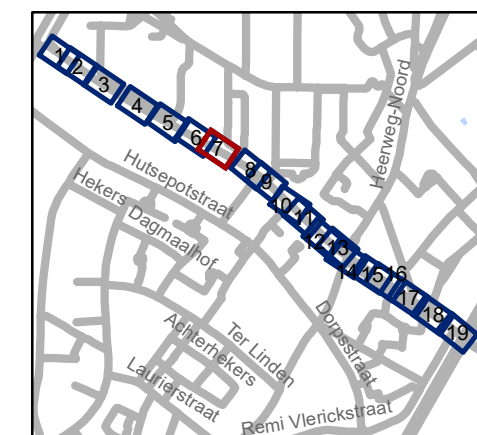 1
2
3
4
5
6
7
8
9
10
11
12
13
14
15
16
17
18
19
Heerweg-Noord
Hutsepotstraat
Hekers
Dagmaalhof
Achterhekers
Ter Linden
Dorpsstraat
Laurierstraat
Remi Vlerickstraat